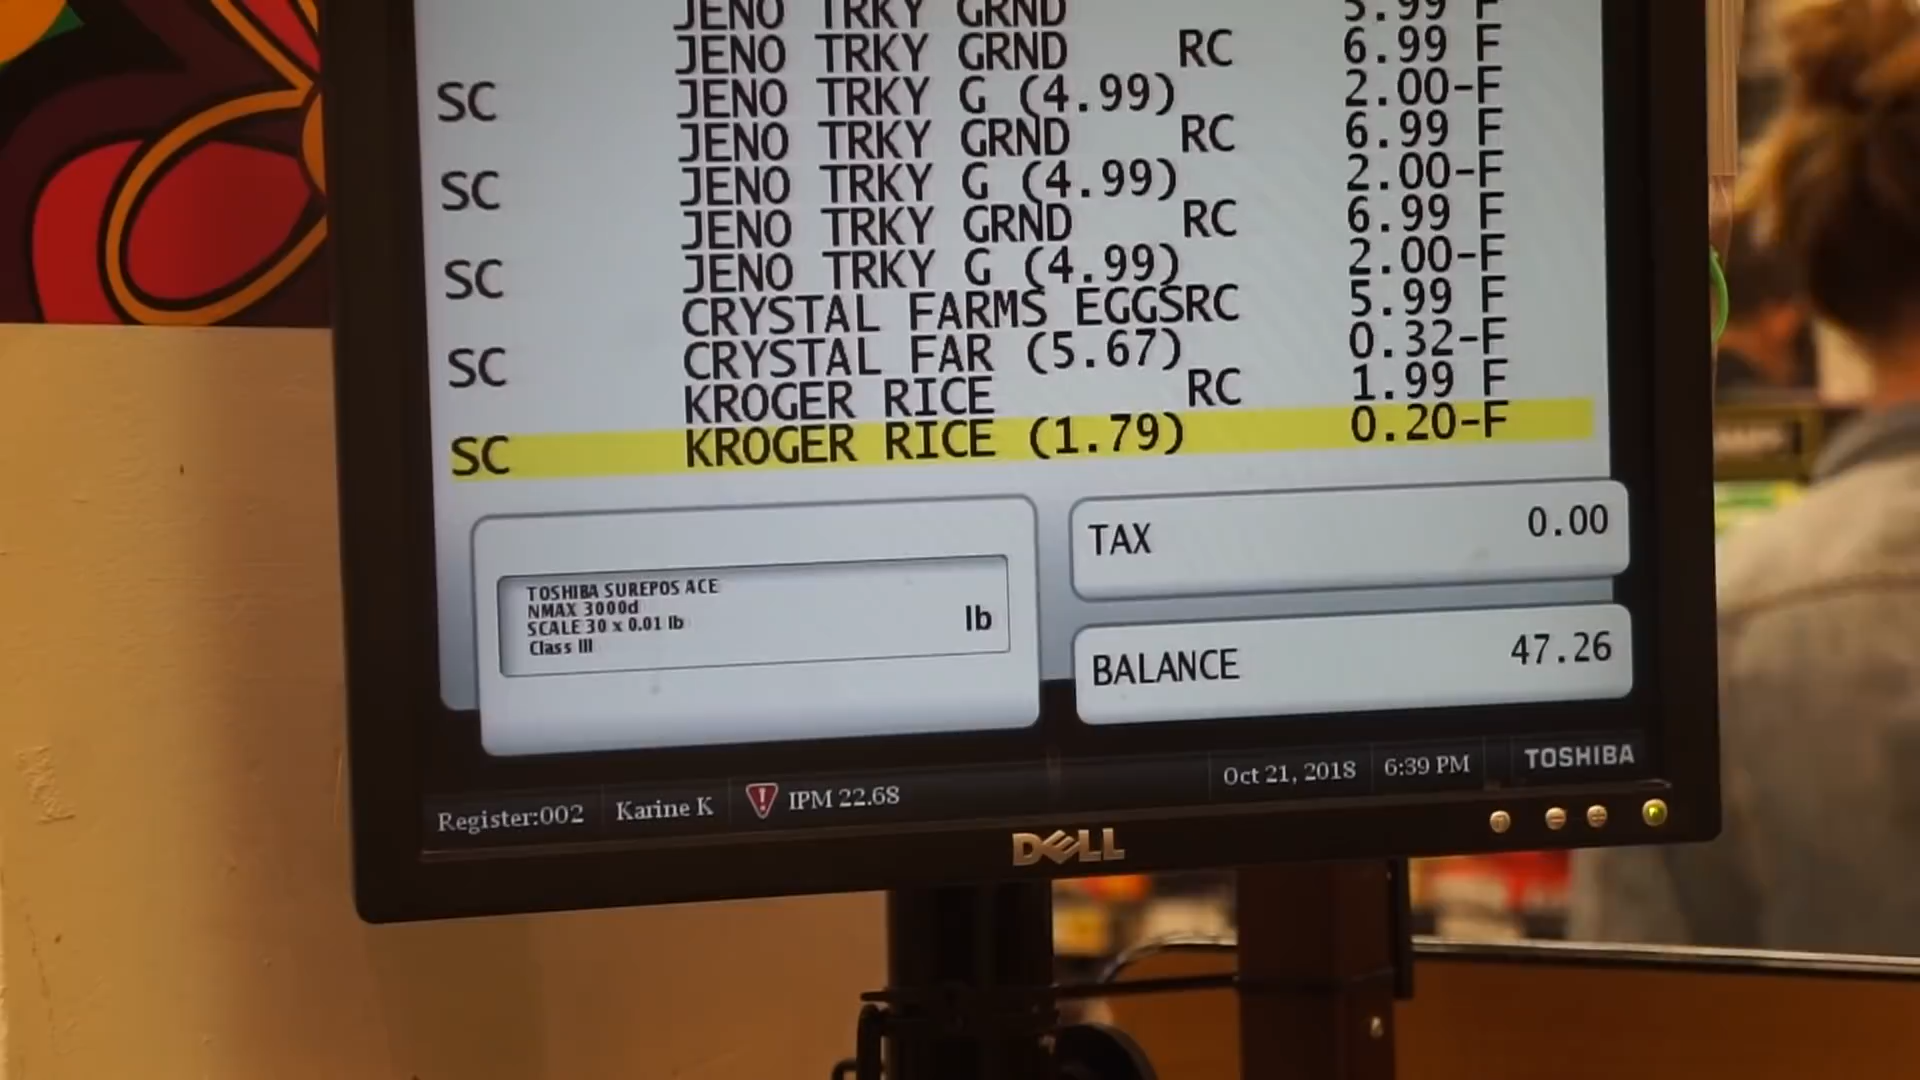 JENO TRKY GRND 5.99 F
JENO TRKY GRND RC 6.99 F
SC JENO TRKY G (4.99) 2.00-F
JENO TRKY GRND RC 6.99 F
SC JENO TRKY G (4.99) 2.00-F
JENO TRKY GRND RC 6.99 F
SC JENO TRKY G (4.99) 2.00-F
CRYSTAL FARMS EGGSRC 5.99 F
SC CRYSTAL FAR (5.67) 0.32-F
KROGER RICE RC 1.99 F
SC KROGER RICE (1.79) 0.20-F
TOSHIBA SUREPOS ACE
NMAX 3000d
SCALE 30 x 0.01 lb
Class III
lb
TAX 0.00
BALANCE 47.26
Register:002 Karine K IPM 22.68 Oct 21, 2018 6:39 PM TOSHIBA
DELL